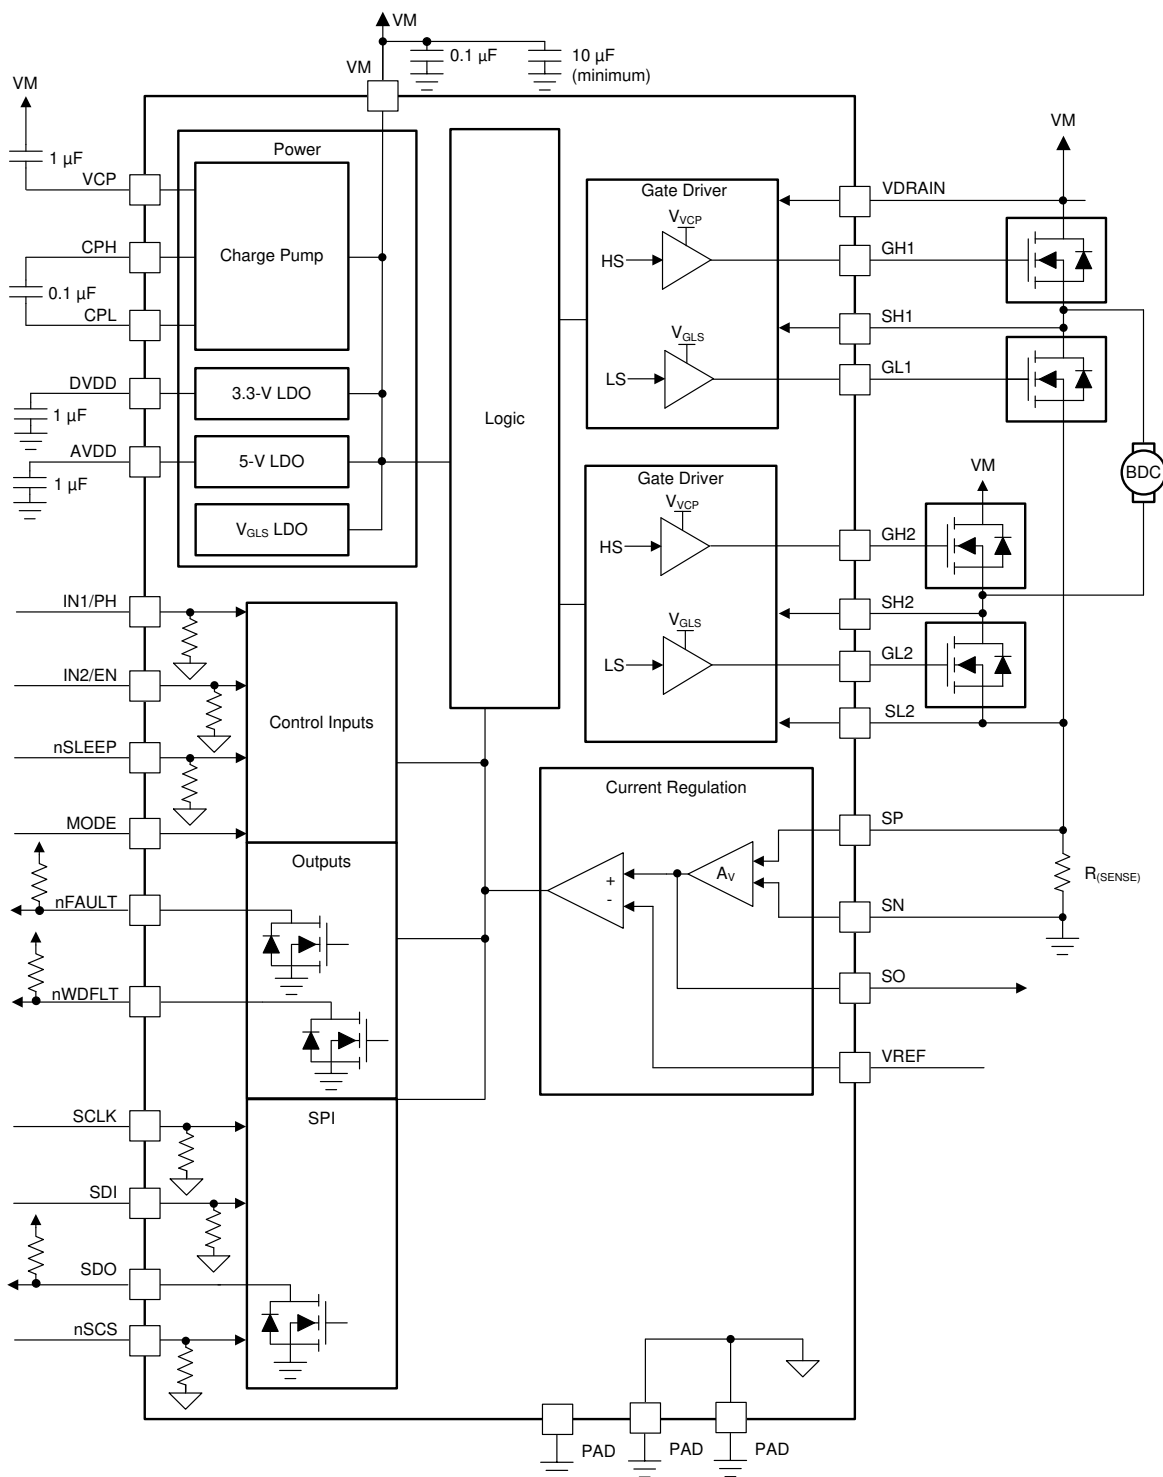 VM
VM
0.1 µF
10 µF
(minimum)
VM
1 µF
VCP
CPH
0.1 µF
CPL
DVDD
1 µF
AVDD
1 µF
Power
Charge Pump
3.3-V LDO
5-V LDO
VGLS LDO
Logic
Gate Driver
VVCP
HS
VGLS
LS
Gate Driver
VVCP
HS
VGLS
LS
VM
VDRAIN
GH1
SH1
GL1
BDC
VM
GH2
SH2
GL2
SL2
IN1/PH
IN2/EN
nSLEEP
MODE
nFAULT
nWDFLT
SCLK
SDI
SDO
nSCS
Control Inputs
Outputs
SPI
Current Regulation
AV
+
-
SP
R(SENSE)
SN
SO
VREF
PAD
PAD
PAD